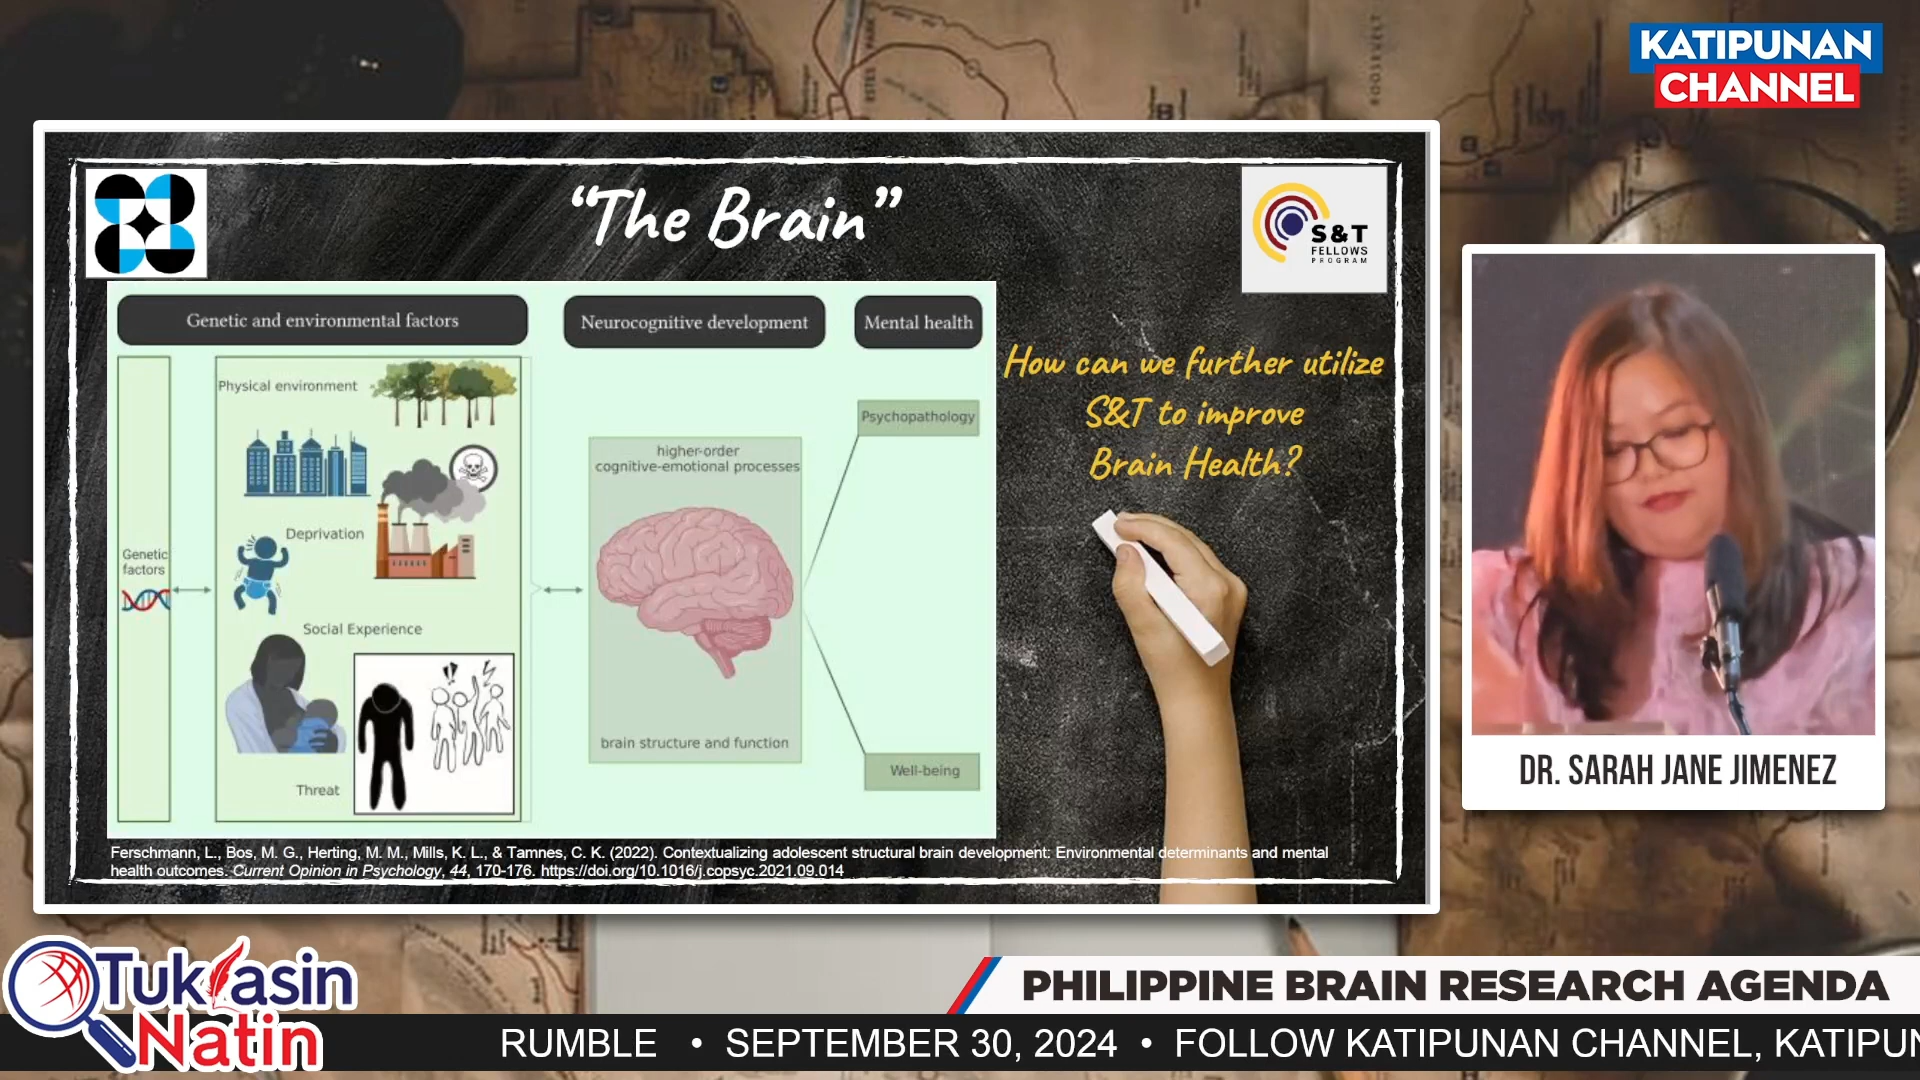 KATIPUNAN
CHANNEL
"The Brain"
S&T
FELLOWS
PROGRAM
Genetic and environmental factors
Neurocognitive development
Mental health
Physical environment
Deprivation
Genetic
factors
Social Experience
Threat
higher-order
cognitive-emotional processes
brain structure and function
Psychopathology
Well-being
How can we further utilize
S&T to improve
Brain Health?
Ferschmann, L., Bos, M. G., Herting, M. M., Mills, K. L., & Tamnes, C. K. (2022). Contextualizing adolescent structural brain development: Environmental determinants and mental
health outcomes. Current Opinion in Psychology, 44, 170-176. https://doi.org/10.1016/j.copsyc.2021.09.014
DR. SARAH JANE JIMENEZ
Tuklasin
Natin
PHILIPPINE BRAIN RESEARCH AGENDA
RUMBLE • SEPTEMBER 30, 2024 • FOLLOW KATIPUNAN CHANNEL, KATIPUN